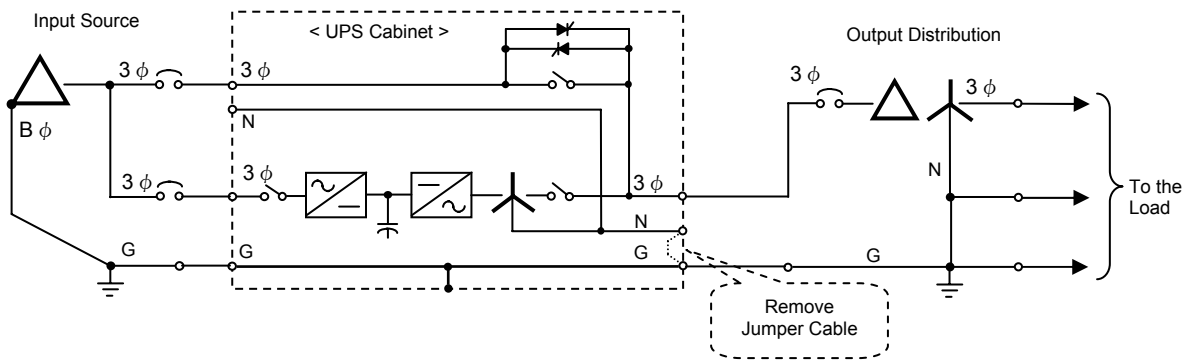 Input Source
< UPS Cabinet >
Output Distribution
3 ϕ
3 ϕ
3 ϕ
3 ϕ
B ϕ
N
N
3 ϕ
3 ϕ
3 ϕ
To the
Load
N
G
G
G
G
Remove
Jumper Cable